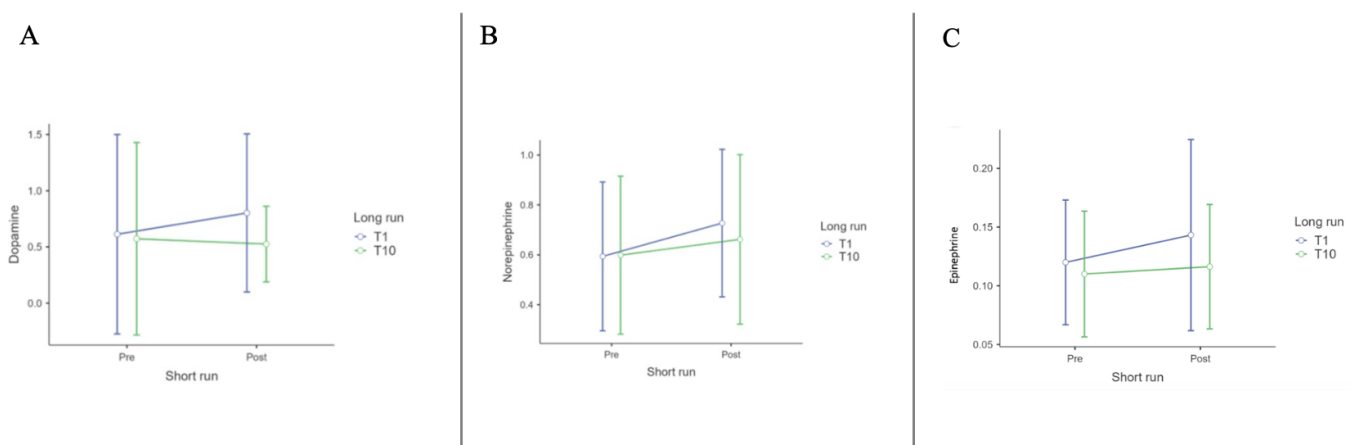 A
Dopamine
1.5
1.0
0.5
0.0
Pre
Post
Short run
Long run
T1
T10
B
Norepinephrine
1.0
0.8
0.6
0.4
Pre
Post
Short run
Long run
T1
T10
C
Epinephrine
0.20
0.15
0.10
0.05
Pre
Post
Short run
Long run
T1
T10